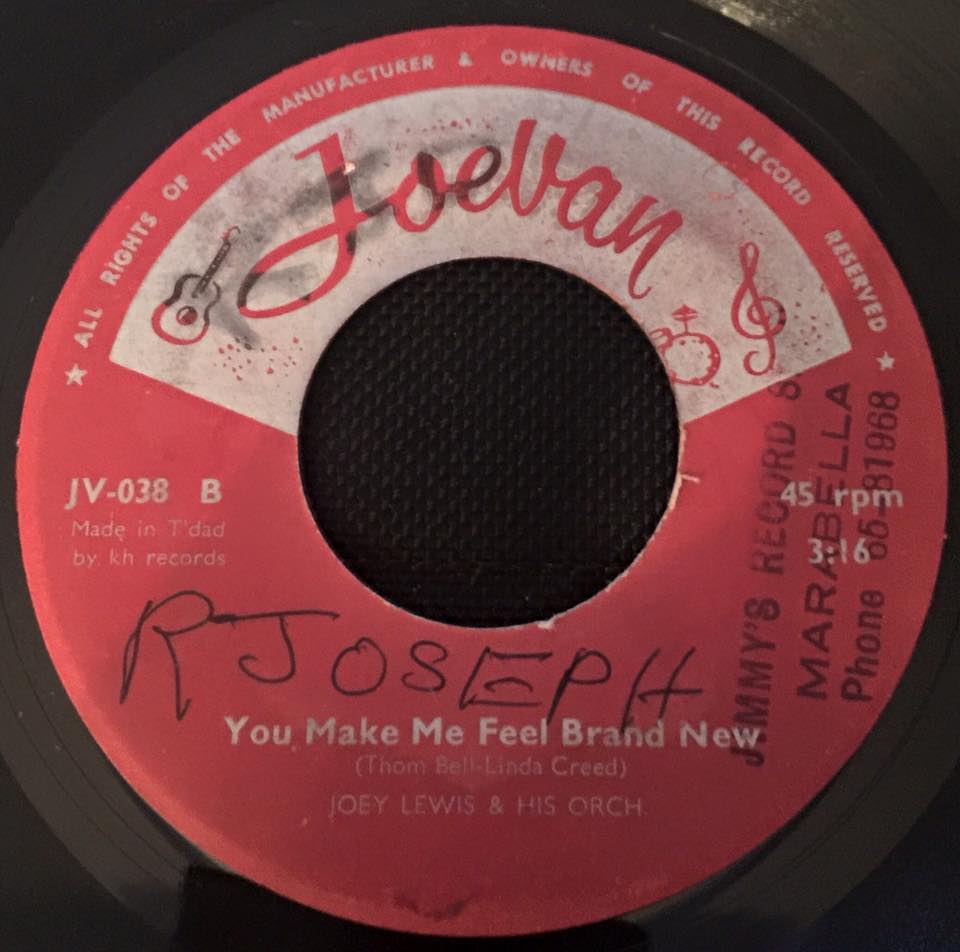 ★ ALL RIGHTS OF THE MANUFACTURER & OWNERS OF THIS RECORD RESERVED ★
Joevan
JV-038 B
Made in T'dad
by kh records
45 rpm
3:16
JIMMY'S RECORD
MARABELLA
Phone 65-81968
R JOSEPH
You Make Me Feel Brand New
(Thom Bell-Linda Creed)
JOEY LEWIS & HIS ORCH.